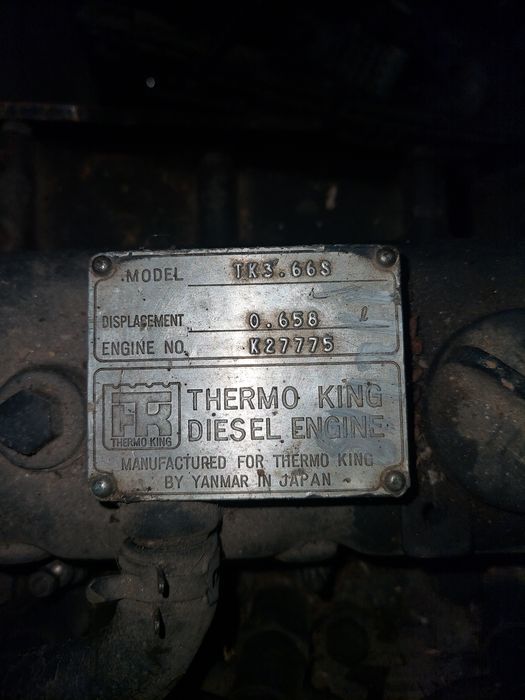 MODEL TK3.66S
DISPLACEMENT 0.658 l
ENGINE NO. K27775
TK
THERMO KING
THERMO KING
DIESEL ENGINE
MANUFACTURED FOR THERMO KING
BY YANMAR IN JAPAN